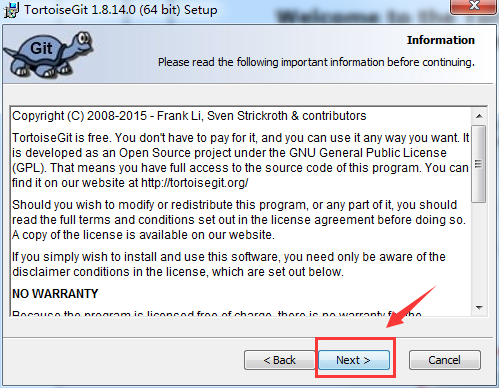 TortoiseGit 1.8.14.0 (64 bit) Setup
Git
Information
Please read the following important information before continuing.
Copyright (C) 2008-2015 - Frank Li, Sven Strickroth & contributors
TortoiseGit is free. You don't have to pay for it, and you can use it any way you want. It
is developed as an Open Source project under the GNU General Public License
(GPL). That means you have full access to the source code of this program. You can
find it on our website at http://tortoisegit.org/
Should you wish to modify or redistribute this program, or any part of it, you should
read the full terms and conditions set out in the license agreement before doing so.
A copy of the license is available on our website.
If you simply wish to install and use this software, you need only be aware of the
disclaimer conditions in the license, which are set out below.
NO WARRANTY
Because the program is licensed free of charge, there is no warranty for the
< Back
Next >
Cancel